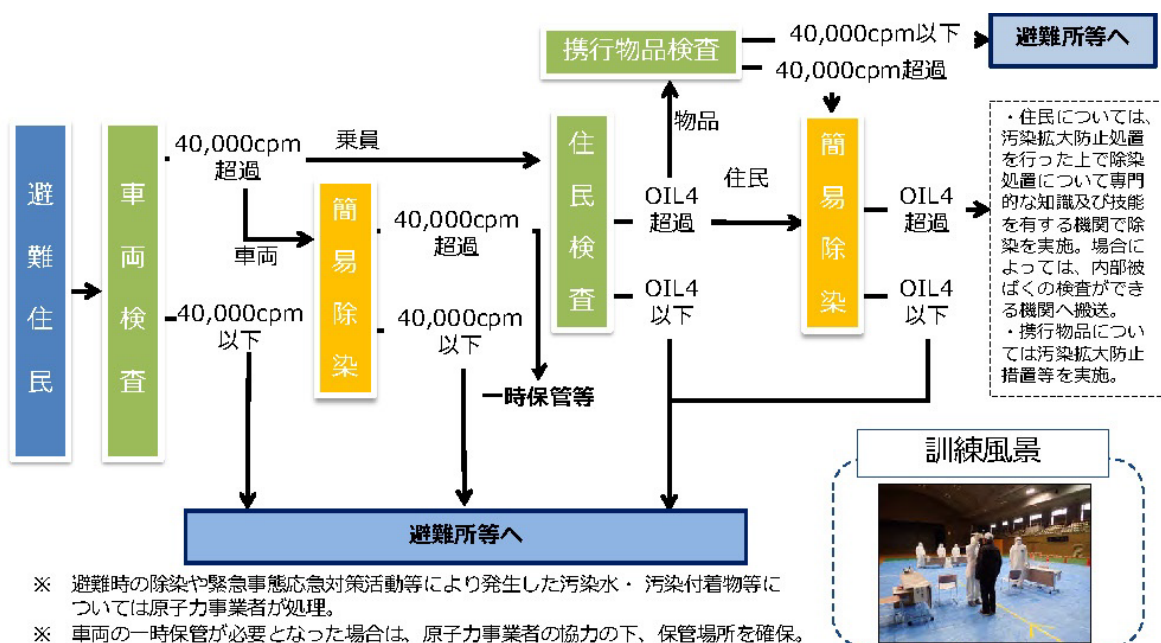 避難住民
車両検査
40,000cpm
超過
乗員
車両
40,000cpm
以下
簡易除染
40,000cpm
超過
40,000cpm
以下
一時保管等
住民検査
物品
携行物品検査
40,000cpm以下
40,000cpm超過
避難所等へ
OIL4
超過
住民
OIL4
以下
簡易除染
OIL4
超過
OIL4
以下
・住民については、
汚染拡大防止処置
を行った上で除染
処置について専門
的な知識及び技能
を有する機関で除
染を実施。場合に
よっては、内部被
ばくの検査ができ
る機関へ搬送。
・携行物品につい
ては汚染拡大防止
措置等を実施。
避難所等へ
訓練風景
※ 避難時の除染や緊急事態応急対策活動等により発生した汚染水・ 汚染付着物等に
ついては原子力事業者が処理。
※ 車両の一時保管が必要となった場合は、原子力事業者の協力の下、保管場所を確保。